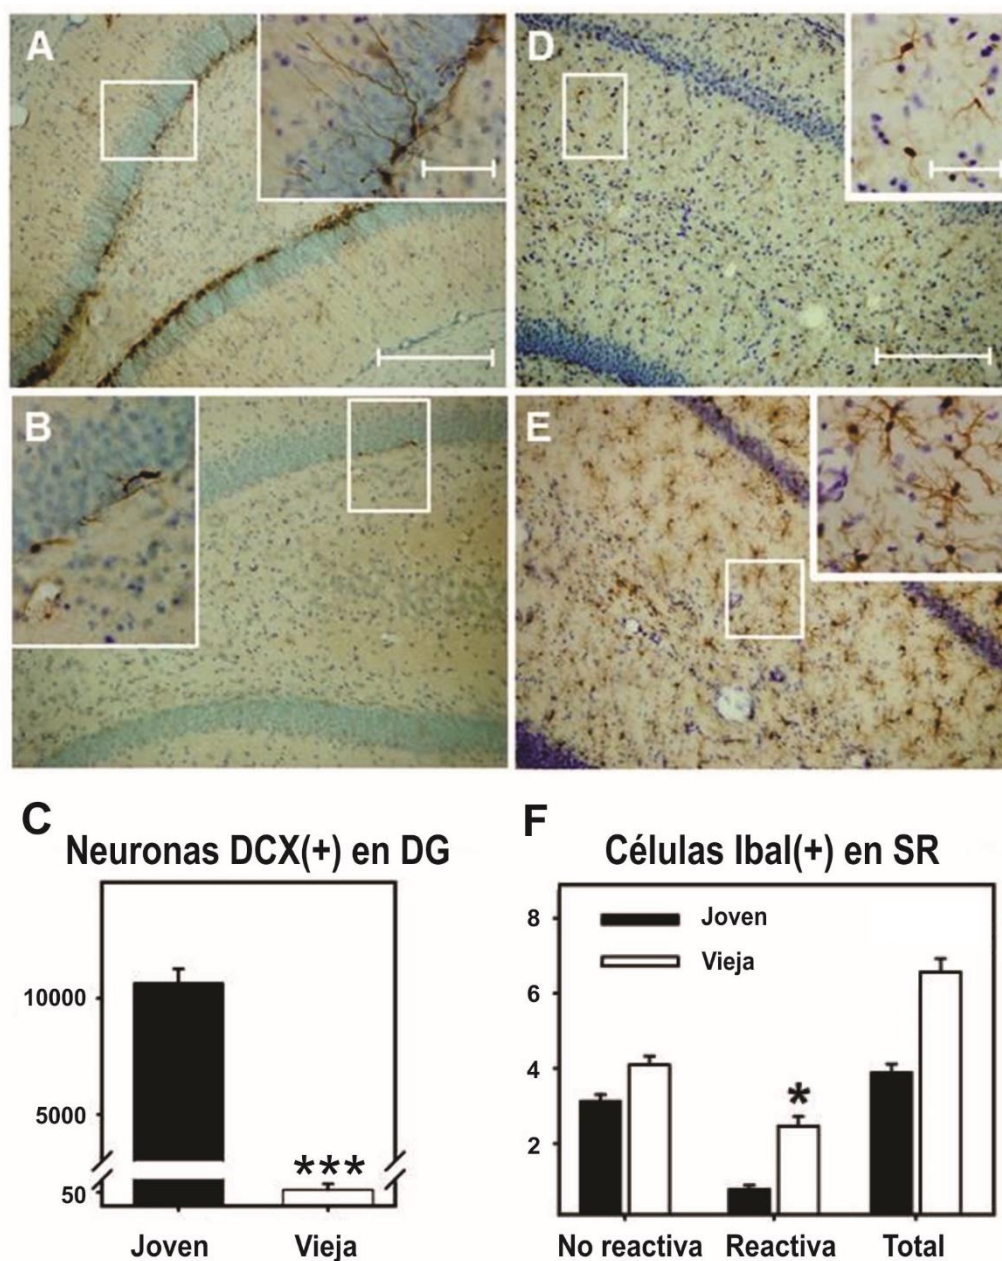 A
D
B
E
C
Neuronas DCX(+) en DG
10000
5000
50
***
Joven
Vieja
F
Células Ibal(+) en SR
8
6
4
2
Joven
Vieja
*
No reactiva
Reactiva
Total